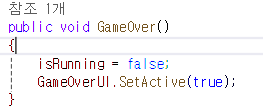 참조 1개
public void GameOver()
{
isRunning = false;
GameOverUI.SetActive(true);
}